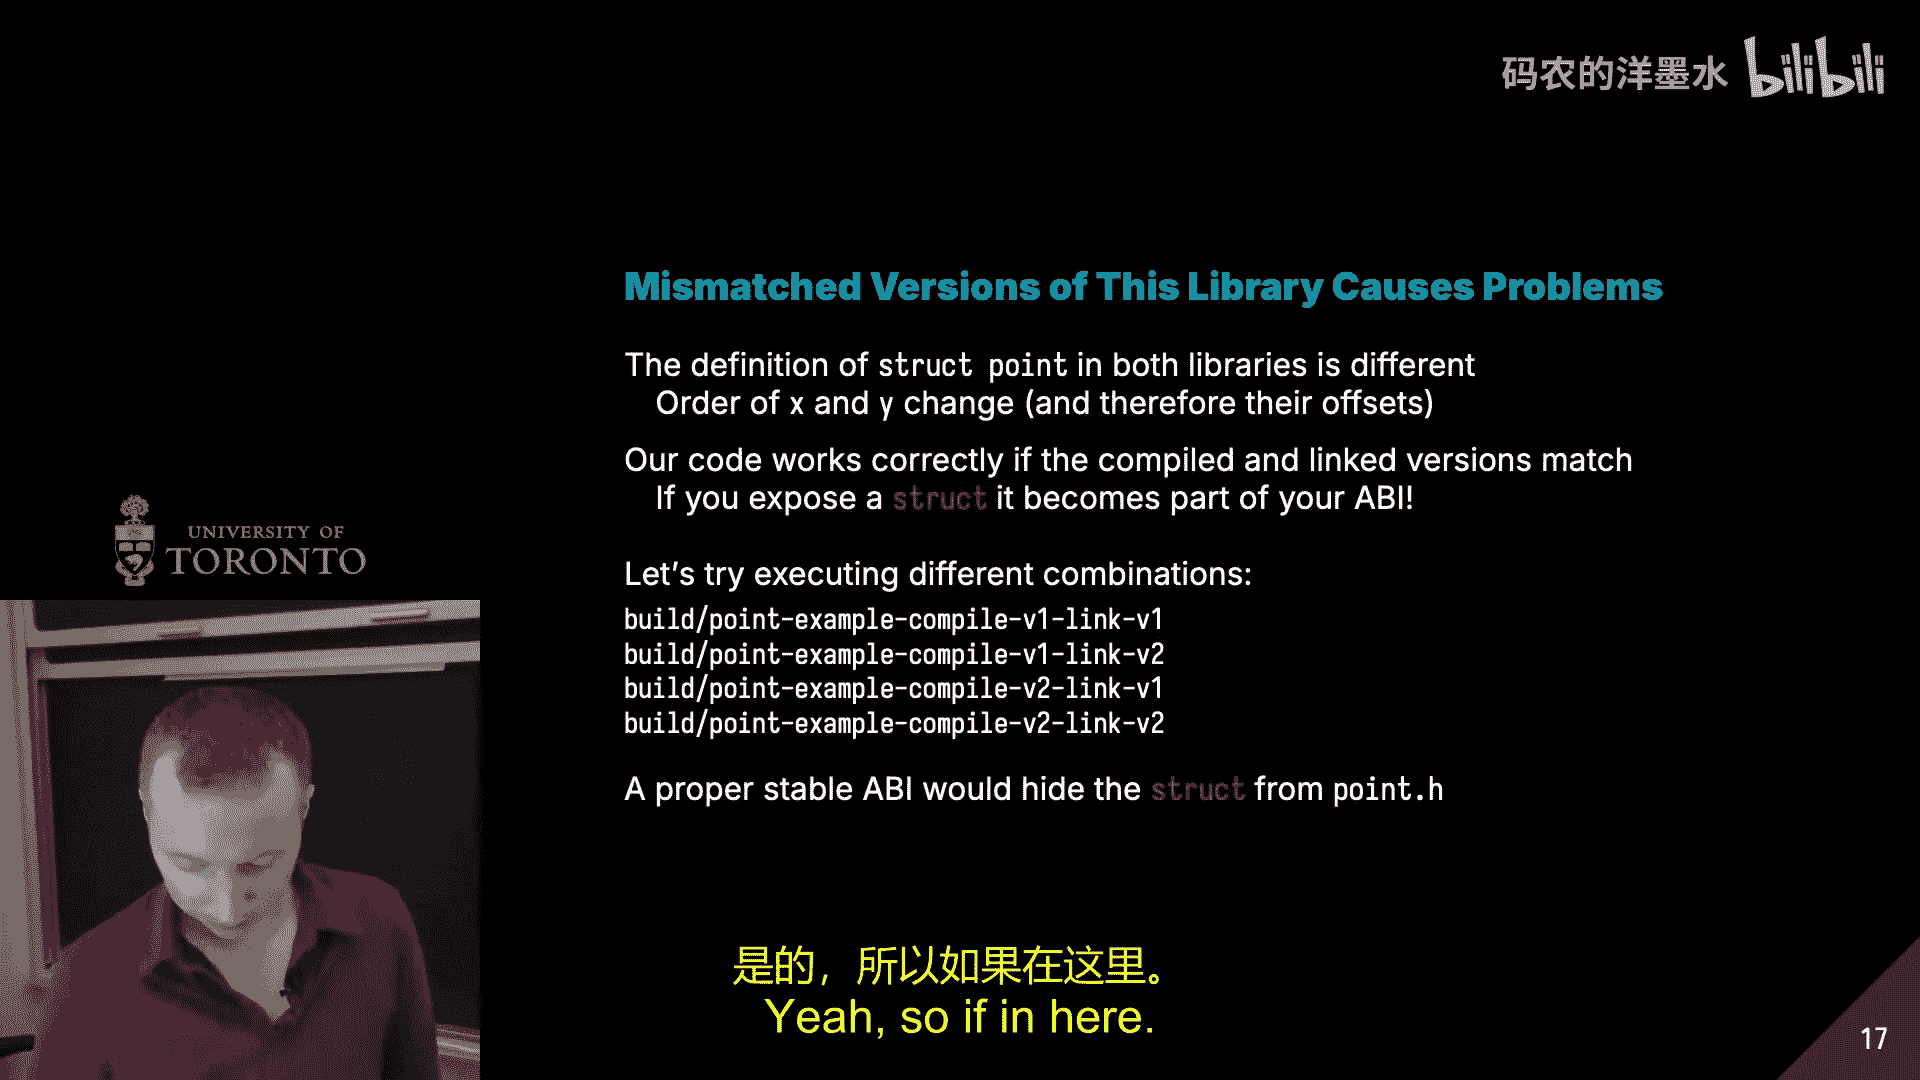 码农的洋墨水 bilibili
Mismatched Versions of This Library Causes Problems
The definition of struct point in both libraries is different
Order of x and y change (and therefore their offsets)
Our code works correctly if the compiled and linked versions match
If you expose a struct it becomes part of your ABI!
UNIVERSITY OF
TORONTO
Let's try executing different combinations:
build/point-example-compile-v1-link-v1
build/point-example-compile-v1-link-v2
build/point-example-compile-v2-link-v1
build/point-example-compile-v2-link-v2
A proper stable ABI would hide the struct from point.h
是的，所以如果在这里。
Yeah, so if in here.
17